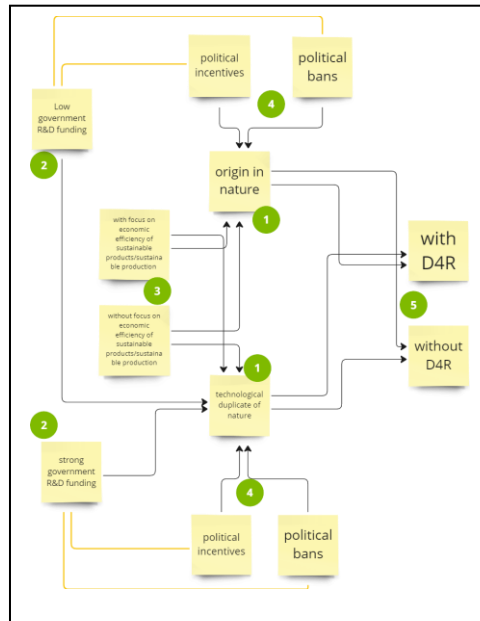 political
incentives
political
bans
4
Low
government
R&D funding
2
origin in
nature
1
with focus on
economic
efficiency of
sustainable
products/sustaina
ble production
3
without focus on
economic
efficiency of
sustainable
products/sustaina
ble production
with
D4R
5
without
D4R
1
technological
duplicate of
nature
2
strong
government
R&D funding
4
political
incentives
political
bans